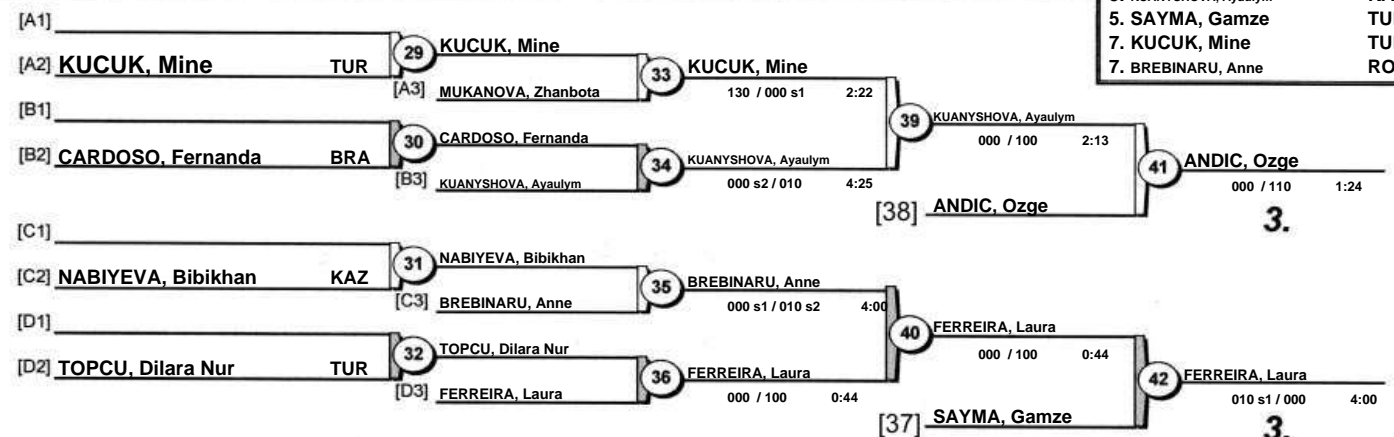 5. SAYMA, Gamze
7. KUCUK, Mine
7. BREBINARU, Anne
[A1]
[A2] KUCUK, Mine TUR
29
KUCUK, Mine
[A3] MUKANOVA, Zhanbota
33
KUCUK, Mine
130 / 000 s1 2:22
[B1]
[B2] CARDOSO, Fernanda BRA
30
CARDOSO, Fernanda
[B3] KUANYSHOVA, Ayaulym
34
KUANYSHOVA, Ayaulym
000 s2 / 010 4:25
39
KUANYSHOVA, Ayaulym
000 / 100 2:13
[38] ANDIC, Ozge
41
ANDIC, Ozge
000 / 110 1:24
3.
[C1]
[C2] NABIYEVA, Bibikhan KAZ
31
NABIYEVA, Bibikhan
[C3] BREBINARU, Anne
35
BREBINARU, Anne
000 s1 / 010 s2 4:00
[D1]
[D2] TOPCU, Dilara Nur TUR
32
TOPCU, Dilara Nur
[D3] FERREIRA, Laura
36
FERREIRA, Laura
000 / 100 0:44
40
FERREIRA, Laura
000 / 100 0:44
[37] SAYMA, Gamze
42
FERREIRA, Laura
010 s1 / 000 4:00
3.